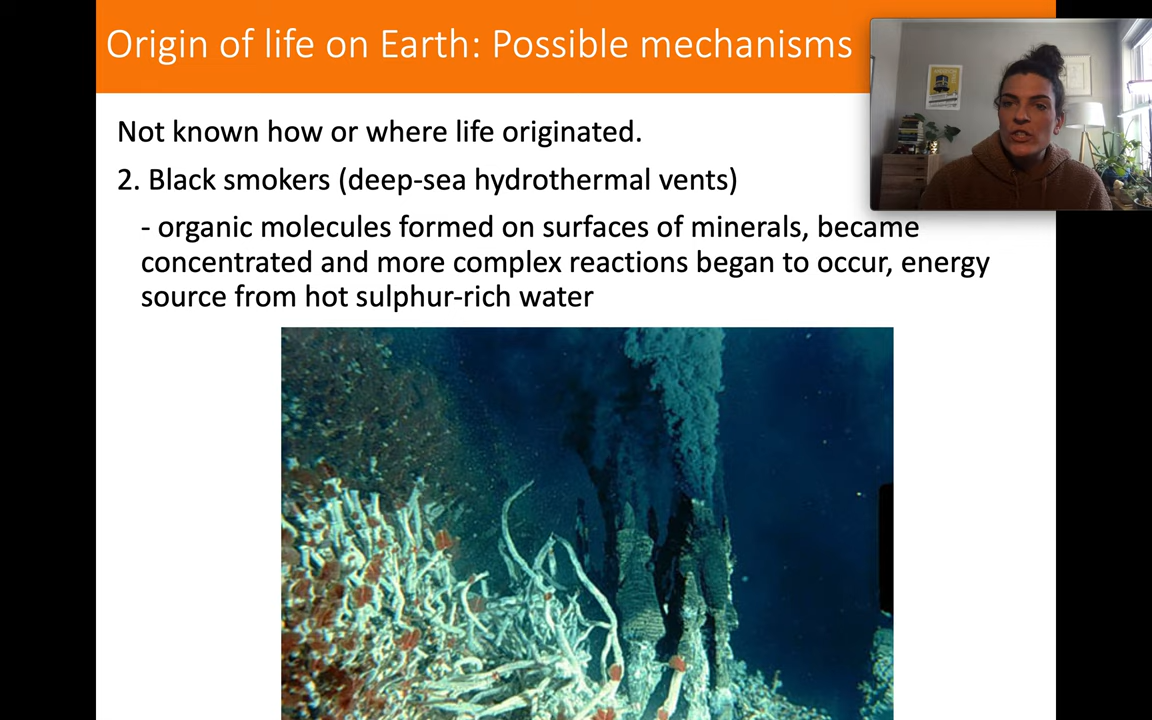 Origin of life on Earth: Possible mechanisms
Not known how or where life originated.
2. Black smokers (deep-sea hydrothermal vents)
- organic molecules formed on surfaces of minerals, became
concentrated and more complex reactions began to occur, energy
source from hot sulphur-rich water